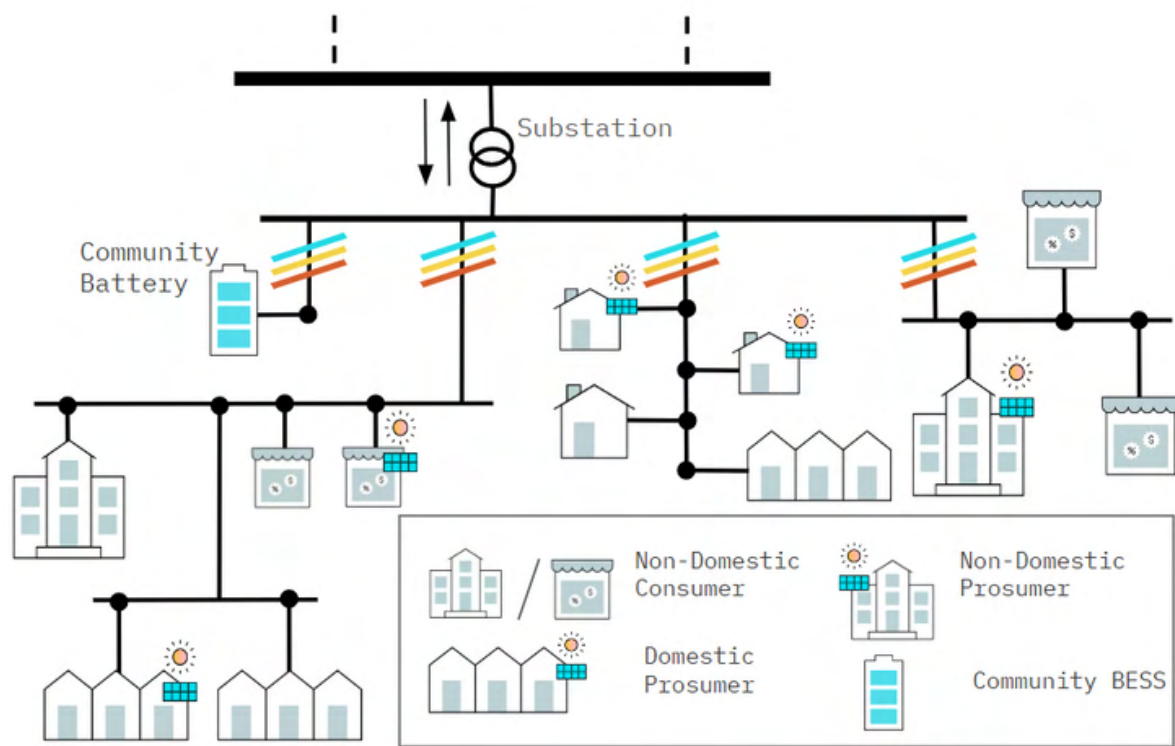 Substation
Community
Battery
% $
% $
% $
% $
Non-Domestic
Consumer
% $
Non-Domestic
Prosumer
Domestic
Prosumer
Community BESS